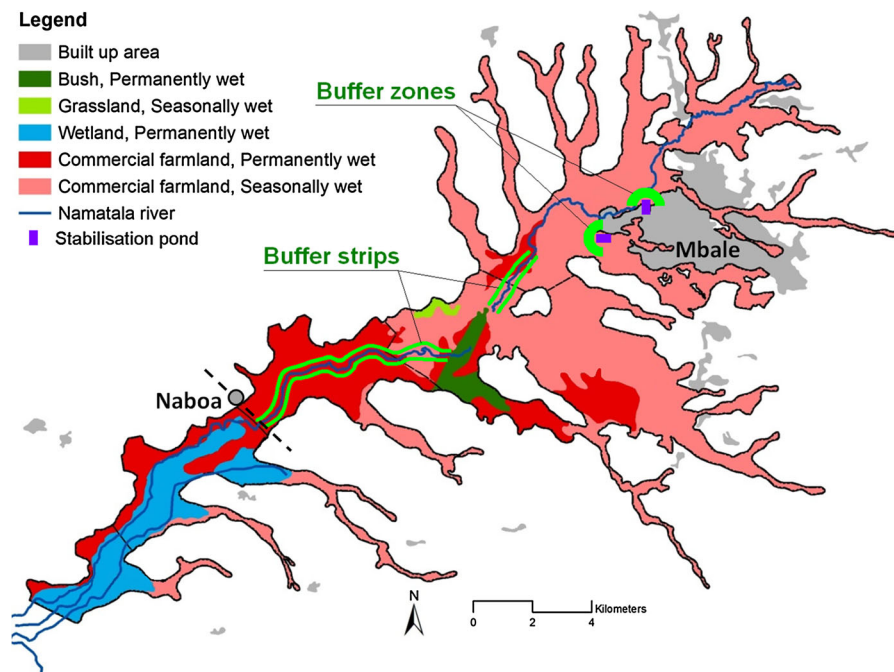 Legend
Built up area
Bush, Permanently wet
Grassland, Seasonally wet
Wetland, Permanently wet
Commercial farmland, Permanently wet
Commercial farmland, Seasonally wet
Namatala river
Stabilisation pond
Buffer zones
Mbale
Buffer strips
Naboa
N
Kilometers
0 2 4